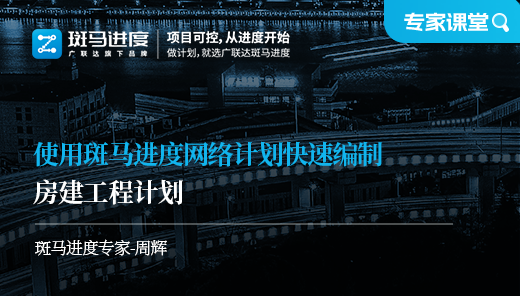 专家课堂
斑马进度
广联达旗下品牌
项目可控，从进度开始
做计划，就选广联达斑马进度
使用斑马进度网络计划快速编制
房建工程计划
斑马进度专家-周辉